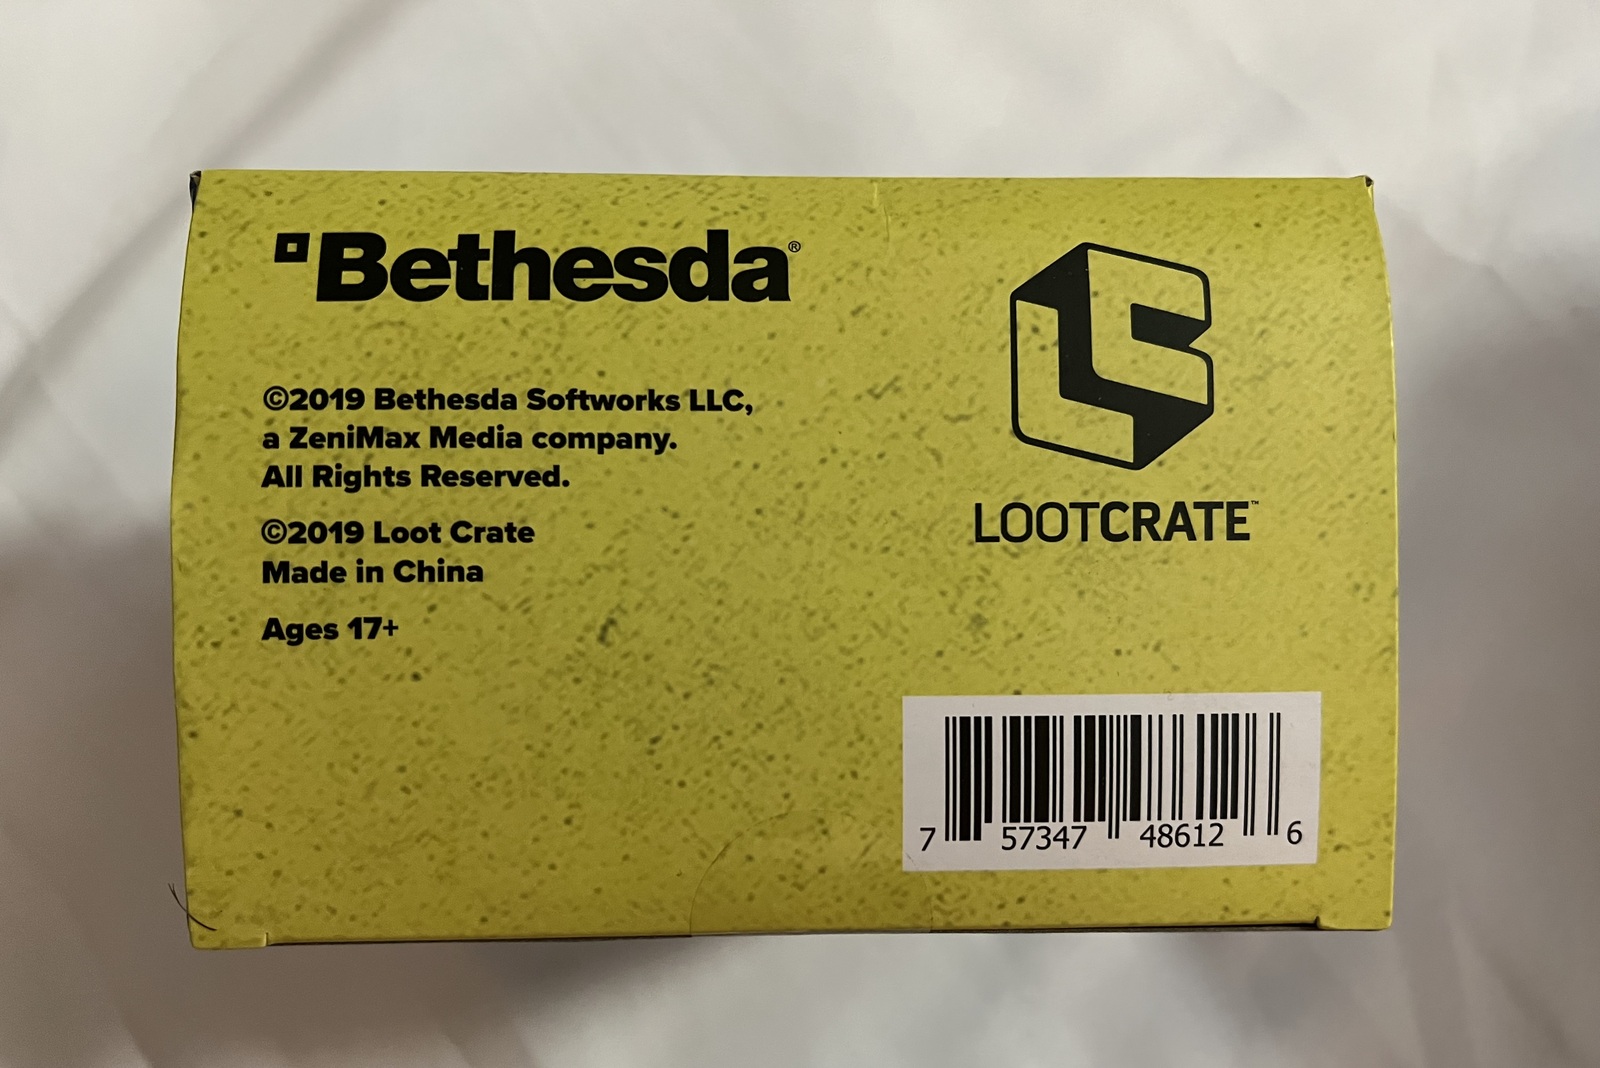 Bethesda®
©2019 Bethesda Softworks LLC,
a ZeniMax Media company.
All Rights Reserved.
©2019 Loot Crate
Made in China
Ages 17+
LOOTCRATE™
7 57347 48612 6